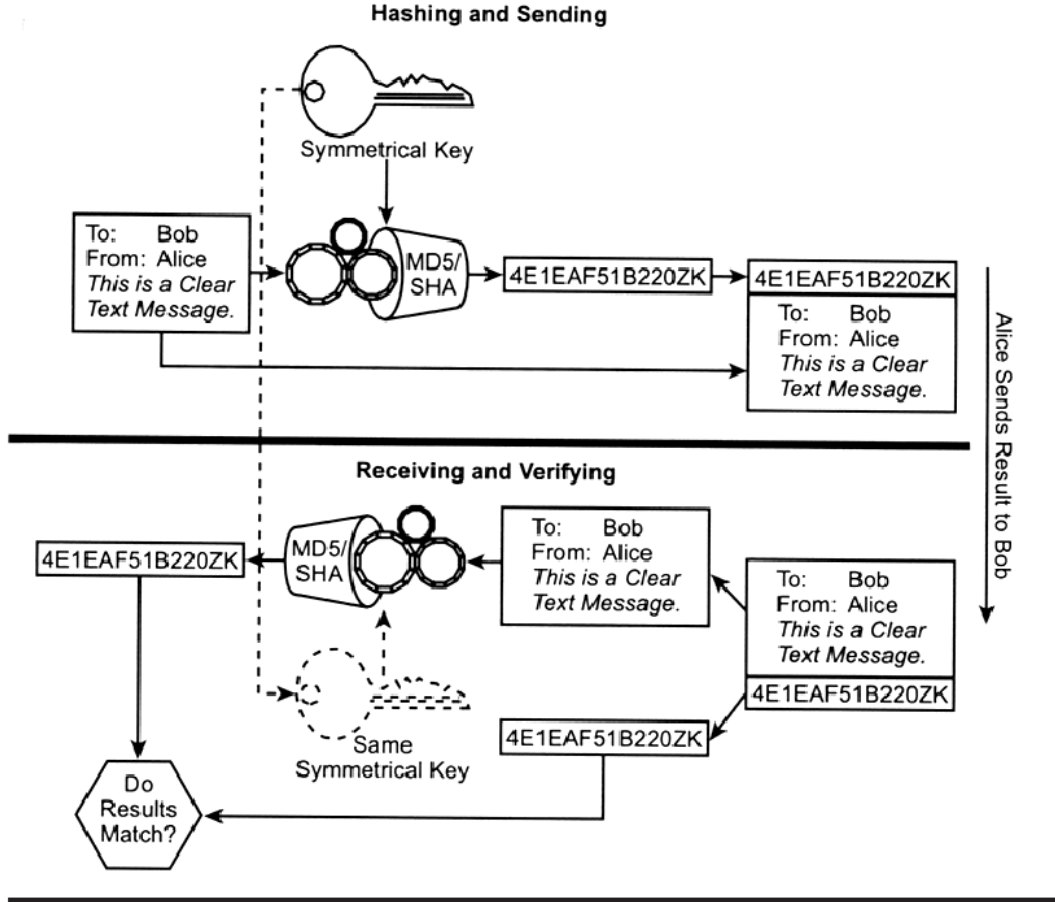 Hashing and Sending
Symmetrical Key
To: Bob
From: Alice
This is a Clear
Text Message.
MD5/
SHA
4E1EAF51B220ZK
4E1EAF51B220ZK
To: Bob
From: Alice
This is a Clear
Text Message.
Alice Sends Result to Bob
Receiving and Verifying
4E1EAF51B220ZK
MD5/
SHA
To: Bob
From: Alice
This is a Clear
Text Message.
To: Bob
From: Alice
This is a Clear
Text Message.
4E1EAF51B220ZK
4E1EAF51B220ZK
Same
Symmetrical Key
Do
Results
Match?